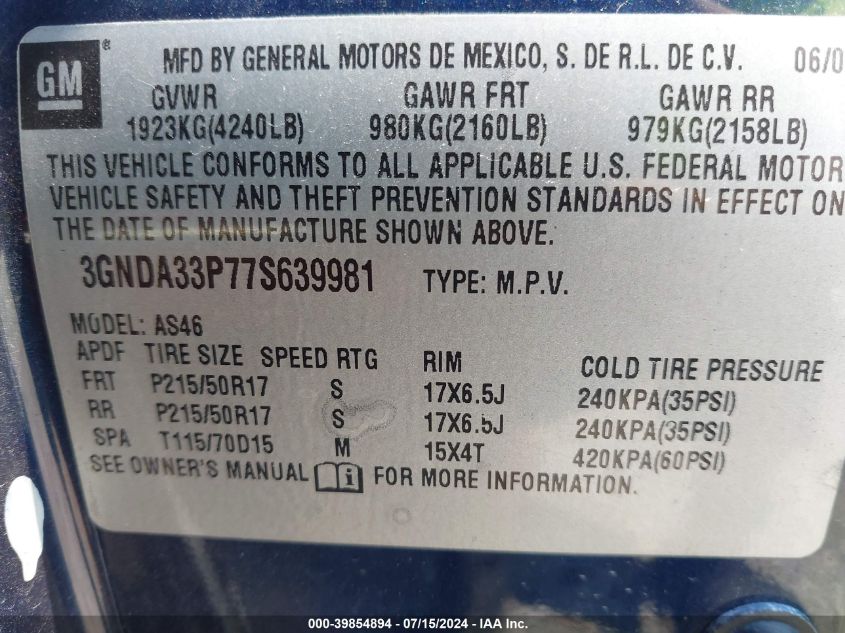 GM ® MFD BY GENERAL MOTORS DE MEXICO, S. DE R.L. DE C.V. 06/0
GVWR GAWR FRT GAWR RR
1923KG(4240LB) 980KG(2160LB) 979KG(2158LB)
THIS VEHICLE CONFORMS TO ALL APPLICABLE U.S. FEDERAL MOTOR
VEHICLE SAFETY AND THEFT PREVENTION STANDARDS IN EFFECT ON
THE DATE OF MANUFACTURE SHOWN ABOVE.
3GNDA33P77S639981 TYPE: M.P.V.
MODEL: AS46
APDF TIRE SIZE SPEED RTG RIM COLD TIRE PRESSURE
FRT P215/50R17 S 17X6.5J 240KPA(35PSI)
RR P215/50R17 S 17X6.5J 240KPA(35PSI)
SPA T115/70D15 M 15X4T 420KPA(60PSI)
SEE OWNER'S MANUAL i FOR MORE INFORMATION.
000-39854894 - 07/15/2024 - IAA Inc.